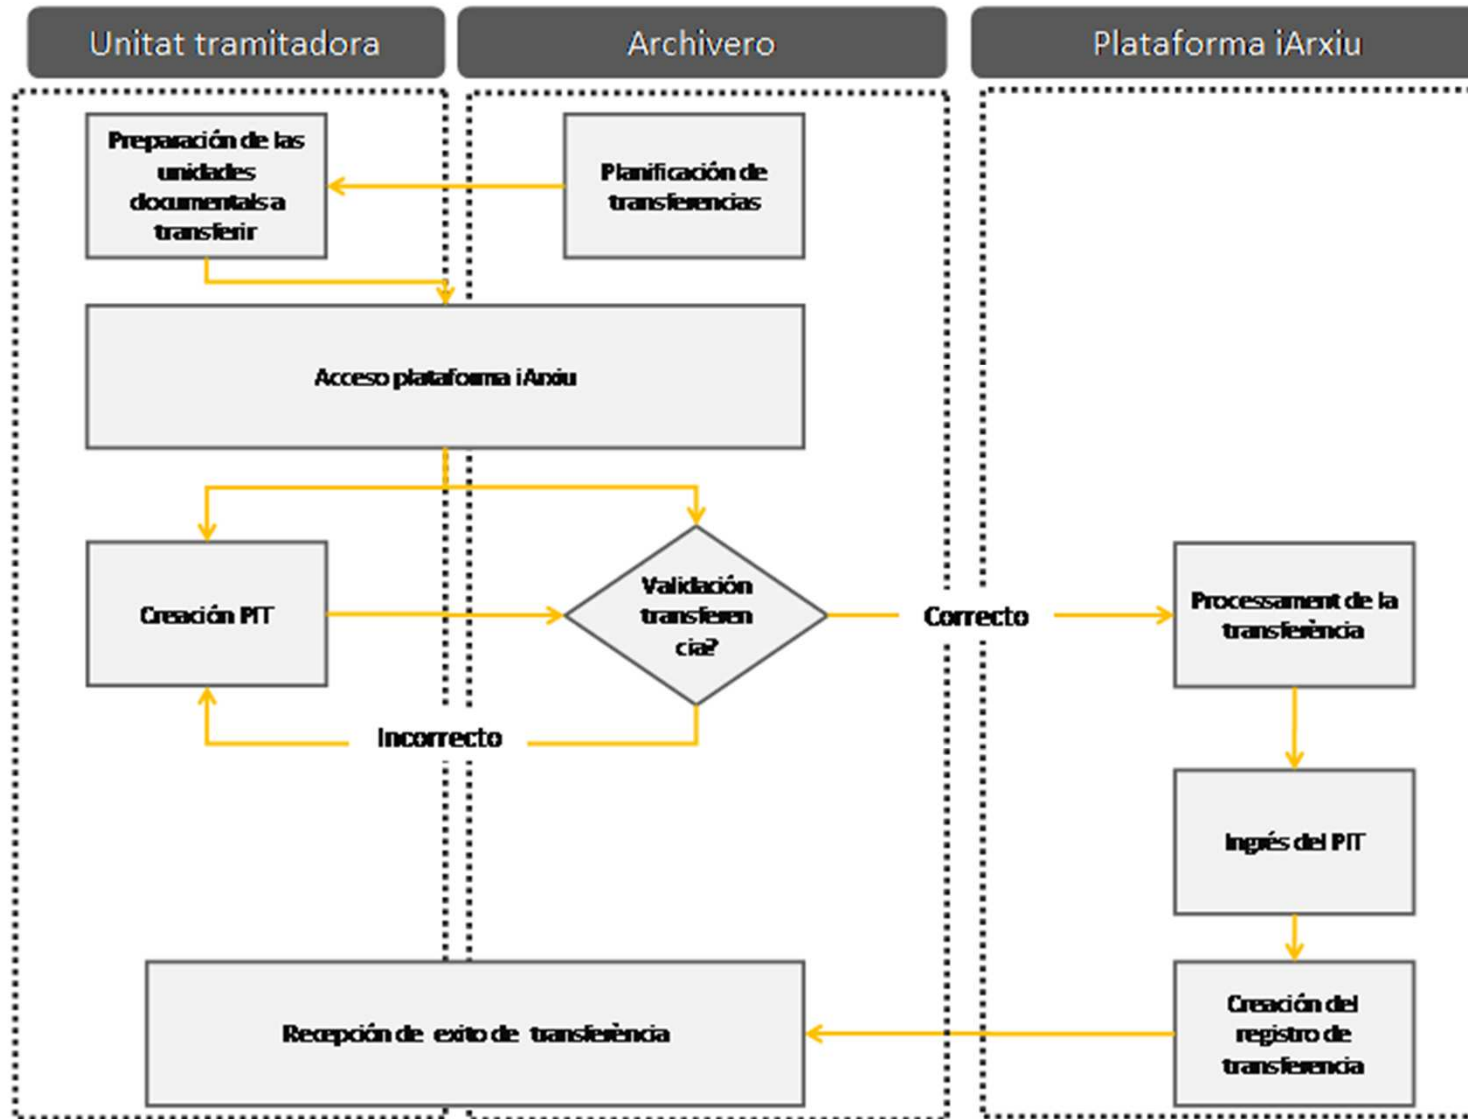 Unitat tramitadora
Archivero
Plataforma iArxiu
Preparación de las
unidades
documentals a
transferir
Planificación de
transferencias
Acceso plataforma iArxiu
Creación PIT
Validación
transferen
cia?
Correcto
Processament de la
transferència
Incorrecto
Ingrés del PIT
Recepción de exito de transferència
Creación del
registro de
transferencia